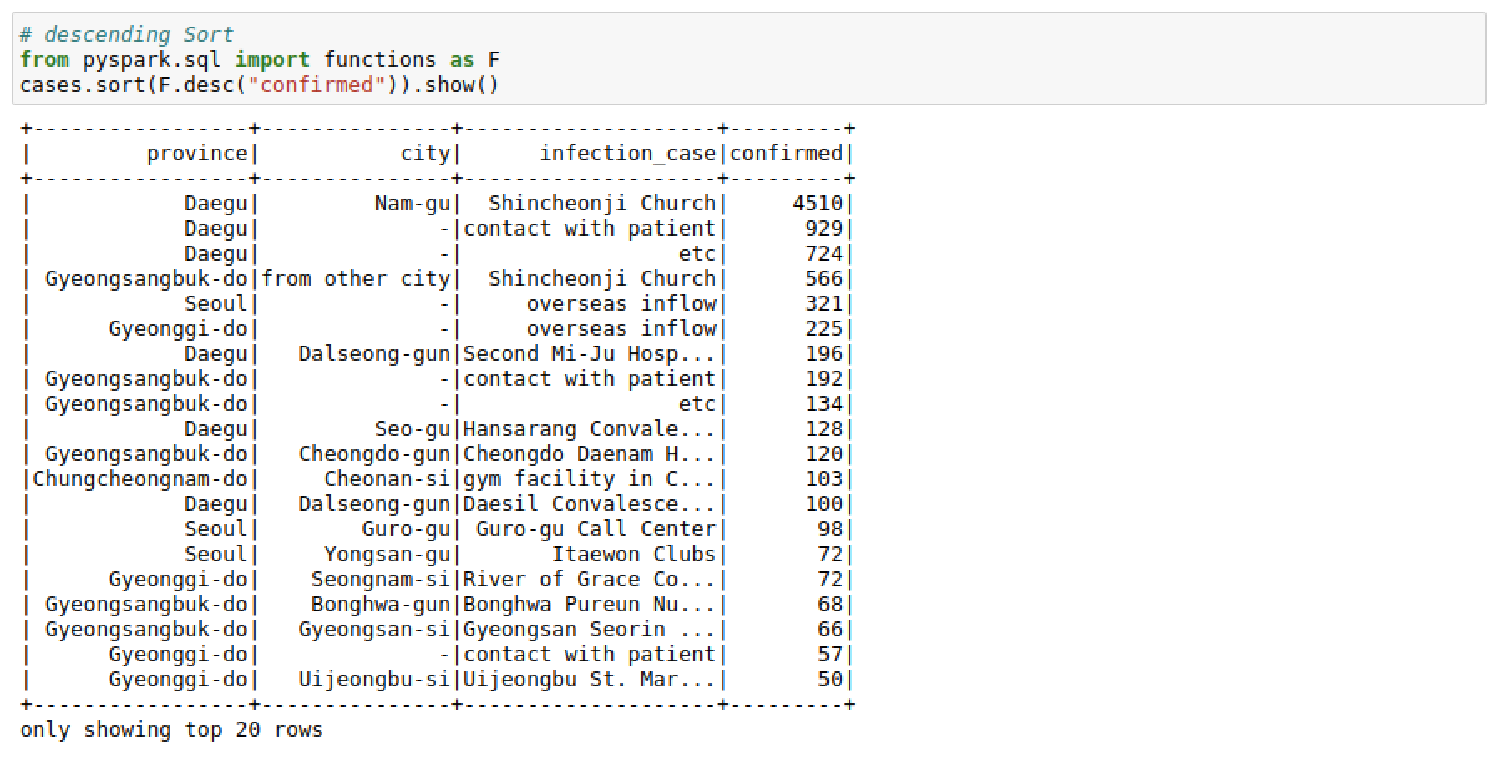 # descending Sort
from pyspark.sql import functions as F
cases.sort(F.desc("confirmed")).show()
+-----------------+---------------+--------------------+---------+
|         province|           city|      infection_case|confirmed|
+-----------------+---------------+--------------------+---------+
|            Daegu|         Nam-gu|  Shincheonji Church|     4510|
|            Daegu|              -|contact with patient|      929|
|            Daegu|              -|                 etc|      724|
| Gyeongsangbuk-do|from other city|  Shincheonji Church|      566|
|            Seoul|              -|     overseas inflow|      321|
|      Gyeonggi-do|              -|     overseas inflow|      225|
|            Daegu|   Dalseong-gun|Second Mi-Ju Hosp...|      196|
| Gyeongsangbuk-do|              -|contact with patient|      192|
| Gyeongsangbuk-do|              -|                 etc|      134|
|            Daegu|         Seo-gu|Hansarang Convale...|      128|
| Gyeongsangbuk-do|   Cheongdo-gun|Cheongdo Daenam H...|      120|
|Chungcheongnam-do|     Cheonan-si|gym facility in C...|      103|
|            Daegu|   Dalseong-gun|Daesil Convalesce...|      100|
|            Seoul|        Guro-gu| Guro-gu Call Center|       98|
|            Seoul|     Yongsan-gu|       Itaewon Clubs|       72|
|      Gyeonggi-do|    Seongnam-si|River of Grace Co...|       72|
| Gyeongsangbuk-do|    Bonghwa-gun|Bonghwa Pureun Nu...|       68|
| Gyeongsangbuk-do|   Gyeongsan-si|Gyeongsan Seorin ...|       66|
|      Gyeonggi-do|              -|contact with patient|       57|
|      Gyeonggi-do|   Uijeongbu-si|Uijeongbu St. Mar...|       50|
+-----------------+---------------+--------------------+---------+
only showing top 20 rows